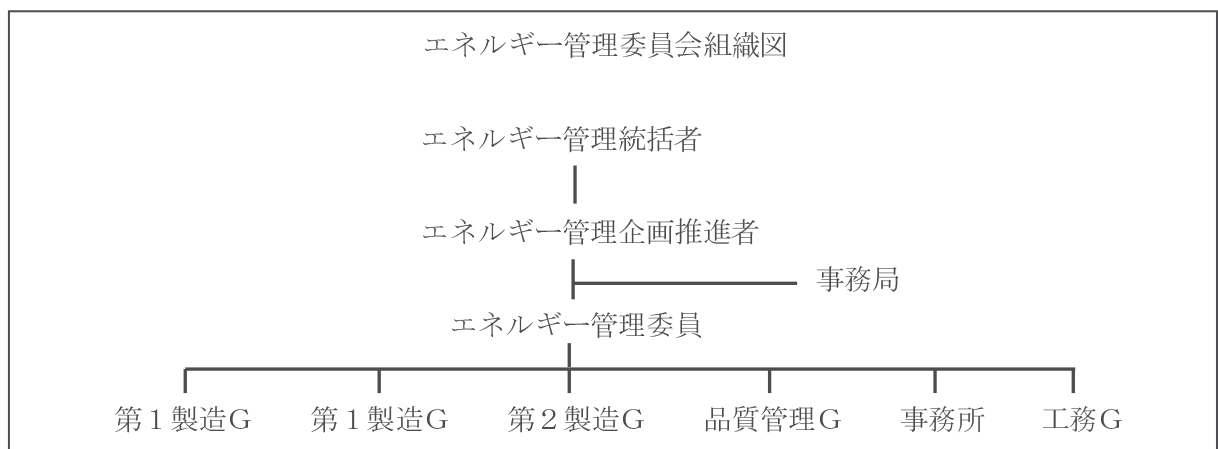 エネルギー管理委員会組織図
エネルギー管理統括者
エネルギー管理企画推進者
事務局
エネルギー管理委員
第１製造Ｇ 第１製造Ｇ 第２製造Ｇ 品質管理Ｇ 事務所 工務Ｇ